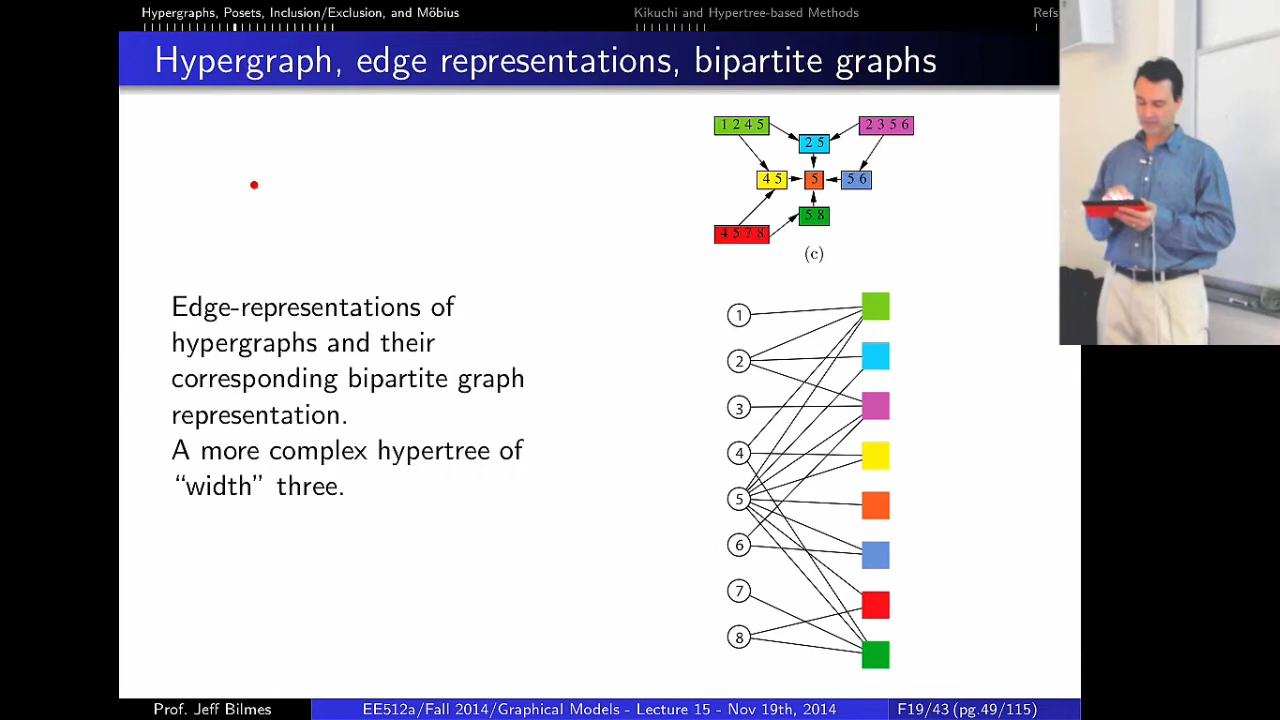 Hypergraphs, Posets, Inclusion/Exclusion, and Möbius
Kikuchi and Hypertree-based Methods
Refs
Hypergraph, edge representations, bipartite graphs
1 2 4 5
2 3 5 6
2 5
4 5
5
5 6
5 8
4 5 7 8
(c)
Edge-representations of
hypergraphs and their
corresponding bipartite graph
representation.
A more complex hypertree of
“width” three.
1
2
3
4
5
6
7
8
Prof. Jeff Bilmes
EE512a/Fall 2014/Graphical Models - Lecture 15 - Nov 19th, 2014
F19/43 (pg.49/115)